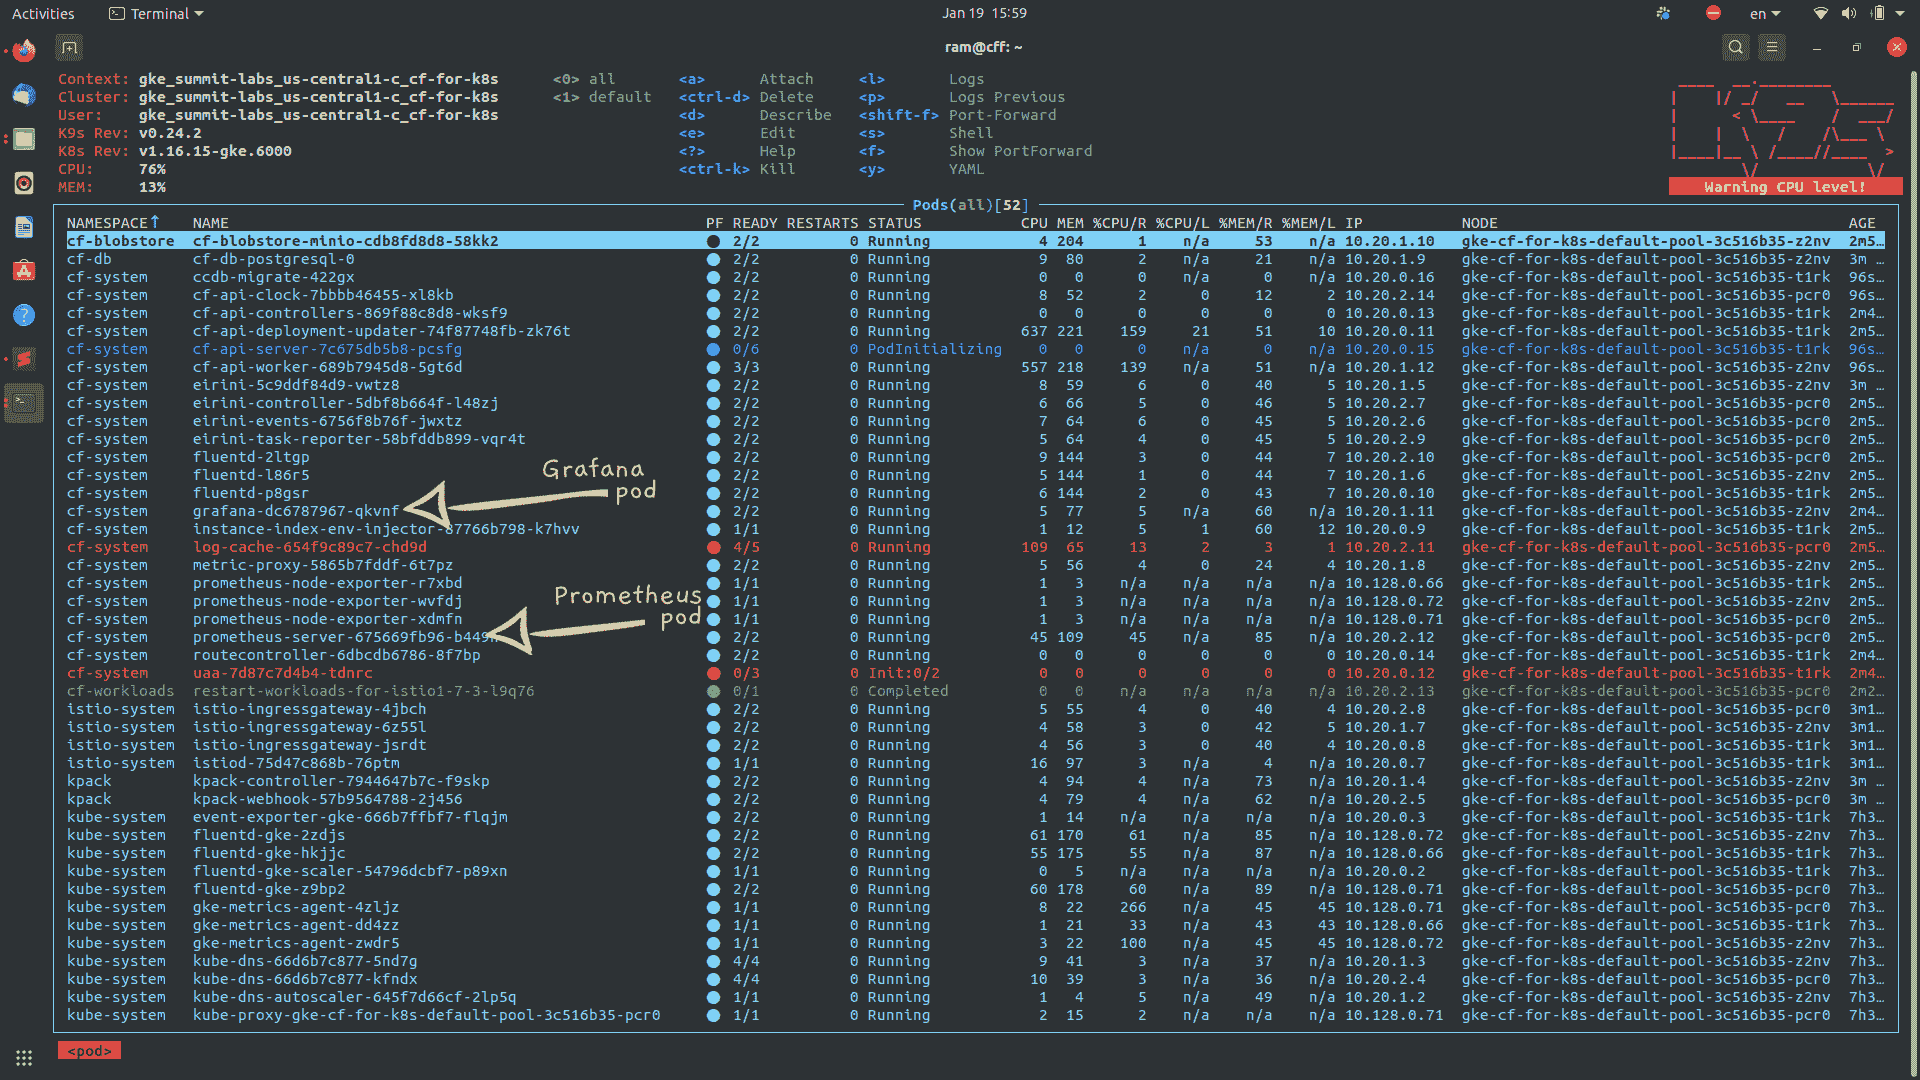 Activities Terminal Jan 19 15:59 en
ram@cff: ~
Context: gke_summit-labs_us-central1-c_cf-for-k8s <0> all <a> Attach <l> Logs
Cluster: gke_summit-labs_us-central1-c_cf-for-k8s <1> default <ctrl-d> Delete <p> Logs Previous
User: gke_summit-labs_us-central1-c_cf-for-k8s <d> Describe <shift-f> Port-Forward
K9s Rev: v0.24.2 <e> Edit <s> Shell
K8s Rev: v1.16.15-gke.6000 <?> Help <f> Show PortForward
CPU: 76% <ctrl-k> Kill <y> YAML
MEM: 13%
Warning CPU level!
Pods(all)[52]
NAMESPACE↑ NAME PF READY RESTARTS STATUS CPU MEM %CPU/R %CPU/L %MEM/R %MEM/L IP NODE AGE
cf-blobstore cf-blobstore-minio-cdb8fd8d8-58kk2 ● 2/2 0 Running 4 204 1 n/a 53 n/a 10.20.1.10 gke-cf-for-k8s-default-pool-3c516b35-z2nv 2m5…
cf-db cf-db-postgresql-0 ● 2/2 0 Running 9 80 2 n/a 21 n/a 10.20.1.9 gke-cf-for-k8s-default-pool-3c516b35-z2nv 3m …
cf-system ccdb-migrate-422gx ● 2/2 0 Running 0 0 0 n/a 0 n/a 10.20.0.16 gke-cf-for-k8s-default-pool-3c516b35-t1rk 96s…
cf-system cf-api-clock-7bbbb46455-xl8kb ● 2/2 0 Running 8 52 2 0 12 2 10.20.2.14 gke-cf-for-k8s-default-pool-3c516b35-pcr0 96s…
cf-system cf-api-controllers-869f88c8d8-wksf9 ● 2/2 0 Running 0 0 0 0 0 0 10.20.0.13 gke-cf-for-k8s-default-pool-3c516b35-t1rk 2m4…
cf-system cf-api-deployment-updater-74f87748fb-zk76t ● 2/2 0 Running 637 221 159 21 51 10 10.20.0.11 gke-cf-for-k8s-default-pool-3c516b35-t1rk 2m5…
cf-system cf-api-server-7c675db5b8-pcsfg ● 0/6 0 PodInitializing 0 0 0 n/a 0 n/a 10.20.0.15 gke-cf-for-k8s-default-pool-3c516b35-t1rk 96s…
cf-system cf-api-worker-689b7945d8-5gt6d ● 3/3 0 Running 557 218 139 n/a 51 n/a 10.20.1.12 gke-cf-for-k8s-default-pool-3c516b35-z2nv 96s…
cf-system eirini-5c9ddf84d9-vwtz8 ● 2/2 0 Running 8 59 6 0 40 5 10.20.1.5 gke-cf-for-k8s-default-pool-3c516b35-z2nv 3m …
cf-system eirini-controller-5dbf8b664f-l48zj ● 2/2 0 Running 6 66 5 0 46 5 10.20.2.7 gke-cf-for-k8s-default-pool-3c516b35-pcr0 2m5…
cf-system eirini-events-6756f8b76f-jwxtz ● 2/2 0 Running 7 64 6 0 45 5 10.20.2.6 gke-cf-for-k8s-default-pool-3c516b35-pcr0 2m5…
cf-system eirini-task-reporter-58bfddb899-vqr4t ● 2/2 0 Running 5 64 4 0 45 5 10.20.2.9 gke-cf-for-k8s-default-pool-3c516b35-pcr0 2m5…
cf-system fluentd-2ltgp ● 2/2 0 Running 9 144 3 0 44 7 10.20.2.10 gke-cf-for-k8s-default-pool-3c516b35-pcr0 2m5…
Grafana
cf-system fluentd-l86r5 ● 2/2 0 Running 5 144 1 0 44 7 10.20.1.6 gke-cf-for-k8s-default-pool-3c516b35-z2nv 2m5…
pod
cf-system fluentd-p8gsr ● 2/2 0 Running 6 144 2 0 43 7 10.20.0.10 gke-cf-for-k8s-default-pool-3c516b35-t1rk 2m5…
cf-system grafana-dc6787967-qkvnf ● 2/2 0 Running 5 77 5 n/a 60 n/a 10.20.1.11 gke-cf-for-k8s-default-pool-3c516b35-z2nv 2m4…
cf-system instance-index-env-injector-87766b798-k7hvv ● 1/1 0 Running 1 12 5 1 60 12 10.20.0.9 gke-cf-for-k8s-default-pool-3c516b35-t1rk 2m5…
cf-system log-cache-654f9c89c7-chd9d ● 4/5 0 Running 109 65 13 2 3 1 10.20.2.11 gke-cf-for-k8s-default-pool-3c516b35-pcr0 2m5…
cf-system metric-proxy-5865b7fddf-6t7pz ● 2/2 0 Running 5 56 4 0 24 4 10.20.1.8 gke-cf-for-k8s-default-pool-3c516b35-z2nv 2m5…
cf-system prometheus-node-exporter-r7xbd ● 1/1 0 Running 1 3 n/a n/a n/a n/a 10.128.0.66 gke-cf-for-k8s-default-pool-3c516b35-t1rk 2m5…
Prometheus
cf-system prometheus-node-exporter-wvfdj ● 1/1 0 Running 1 3 n/a n/a n/a n/a 10.128.0.72 gke-cf-for-k8s-default-pool-3c516b35-z2nv 2m5…
pod
cf-system prometheus-node-exporter-xdmfn ● 1/1 0 Running 1 3 n/a n/a n/a n/a 10.128.0.71 gke-cf-for-k8s-default-pool-3c516b35-pcr0 2m5…
cf-system ● 2/2 0 Running 45 109 45 n/a 85 n/a 10.20.2.12 gke-cf-for-k8s-default-pool-3c516b35-pcr0 2m5…
cf-system routecontroller-6dbcdb6786-8f7bp ● 2/2 0 Running 0 0 0 0 0 0 10.20.0.14 gke-cf-for-k8s-default-pool-3c516b35-t1rk 2m4…
cf-system uaa-7d87c7d4b4-tdnrc ● 0/3 0 Init:0/2 0 0 0 0 0 0 10.20.0.12 gke-cf-for-k8s-default-pool-3c516b35-t1rk 2m4…
cf-workloads restart-workloads-for-istio1-7-3-l9q76 ● 0/1 0 Completed 0 0 n/a n/a n/a n/a 10.20.2.13 gke-cf-for-k8s-default-pool-3c516b35-pcr0 2m2…
istio-system istio-ingressgateway-4jbch ● 2/2 0 Running 5 55 4 0 40 4 10.20.2.8 gke-cf-for-k8s-default-pool-3c516b35-pcr0 3m1…
istio-system istio-ingressgateway-6z55l ● 2/2 0 Running 4 58 3 0 42 5 10.20.1.7 gke-cf-for-k8s-default-pool-3c516b35-z2nv 3m1…
istio-system istio-ingressgateway-jsrdt ● 2/2 0 Running 4 56 3 0 40 4 10.20.0.8 gke-cf-for-k8s-default-pool-3c516b35-t1rk 3m1…
istio-system istiod-75d47c868b-76ptm ● 1/1 0 Running 16 97 3 n/a 4 n/a 10.20.0.7 gke-cf-for-k8s-default-pool-3c516b35-t1rk 3m1…
kpack kpack-controller-7944647b7c-f9skp ● 2/2 0 Running 4 94 4 n/a 73 n/a 10.20.1.4 gke-cf-for-k8s-default-pool-3c516b35-z2nv 3m …
kpack kpack-webhook-57b9564788-2j456 ● 2/2 0 Running 4 79 4 n/a 62 n/a 10.20.2.5 gke-cf-for-k8s-default-pool-3c516b35-pcr0 3m …
kube-system event-exporter-gke-666b7ffbf7-flqjm ● 2/2 0 Running 1 14 n/a n/a n/a n/a 10.20.0.3 gke-cf-for-k8s-default-pool-3c516b35-t1rk 7h3…
kube-system fluentd-gke-2zdjs ● 2/2 0 Running 61 170 61 n/a 85 n/a 10.128.0.72 gke-cf-for-k8s-default-pool-3c516b35-z2nv 7h3…
kube-system fluentd-gke-hkjjc ● 2/2 0 Running 55 175 55 n/a 87 n/a 10.128.0.66 gke-cf-for-k8s-default-pool-3c516b35-t1rk 7h3…
kube-system fluentd-gke-scaler-54796dcbf7-p89xn ● 1/1 0 Running 0 5 n/a n/a n/a n/a 10.20.0.2 gke-cf-for-k8s-default-pool-3c516b35-t1rk 7h3…
kube-system fluentd-gke-z9bp2 ● 2/2 0 Running 60 178 60 n/a 89 n/a 10.128.0.71 gke-cf-for-k8s-default-pool-3c516b35-pcr0 7h3…
kube-system gke-metrics-agent-4zljz ● 1/1 0 Running 8 22 266 n/a 45 45 10.128.0.71 gke-cf-for-k8s-default-pool-3c516b35-pcr0 7h3…
kube-system gke-metrics-agent-dd4zz ● 1/1 0 Running 1 21 33 n/a 43 43 10.128.0.66 gke-cf-for-k8s-default-pool-3c516b35-t1rk 7h3…
kube-system gke-metrics-agent-zwdr5 ● 1/1 0 Running 3 22 100 n/a 45 45 10.128.0.72 gke-cf-for-k8s-default-pool-3c516b35-z2nv 7h3…
kube-system kube-dns-66d6b7c877-5nd7g ● 4/4 0 Running 9 41 3 n/a 37 n/a 10.20.1.3 gke-cf-for-k8s-default-pool-3c516b35-z2nv 7h3…
kube-system kube-dns-66d6b7c877-kfndx ● 4/4 0 Running 10 39 3 n/a 36 n/a 10.20.2.4 gke-cf-for-k8s-default-pool-3c516b35-pcr0 7h3…
kube-system kube-dns-autoscaler-645f7d66cf-2lp5q ● 1/1 0 Running 1 4 5 n/a 49 n/a 10.20.1.2 gke-cf-for-k8s-default-pool-3c516b35-z2nv 7h3…
kube-system kube-proxy-gke-cf-for-k8s-default-pool-3c516b35-pcr0 ● 1/1 0 Running 2 15 2 n/a n/a n/a 10.128.0.71 gke-cf-for-k8s-default-pool-3c516b35-pcr0 7h3…
<pod>